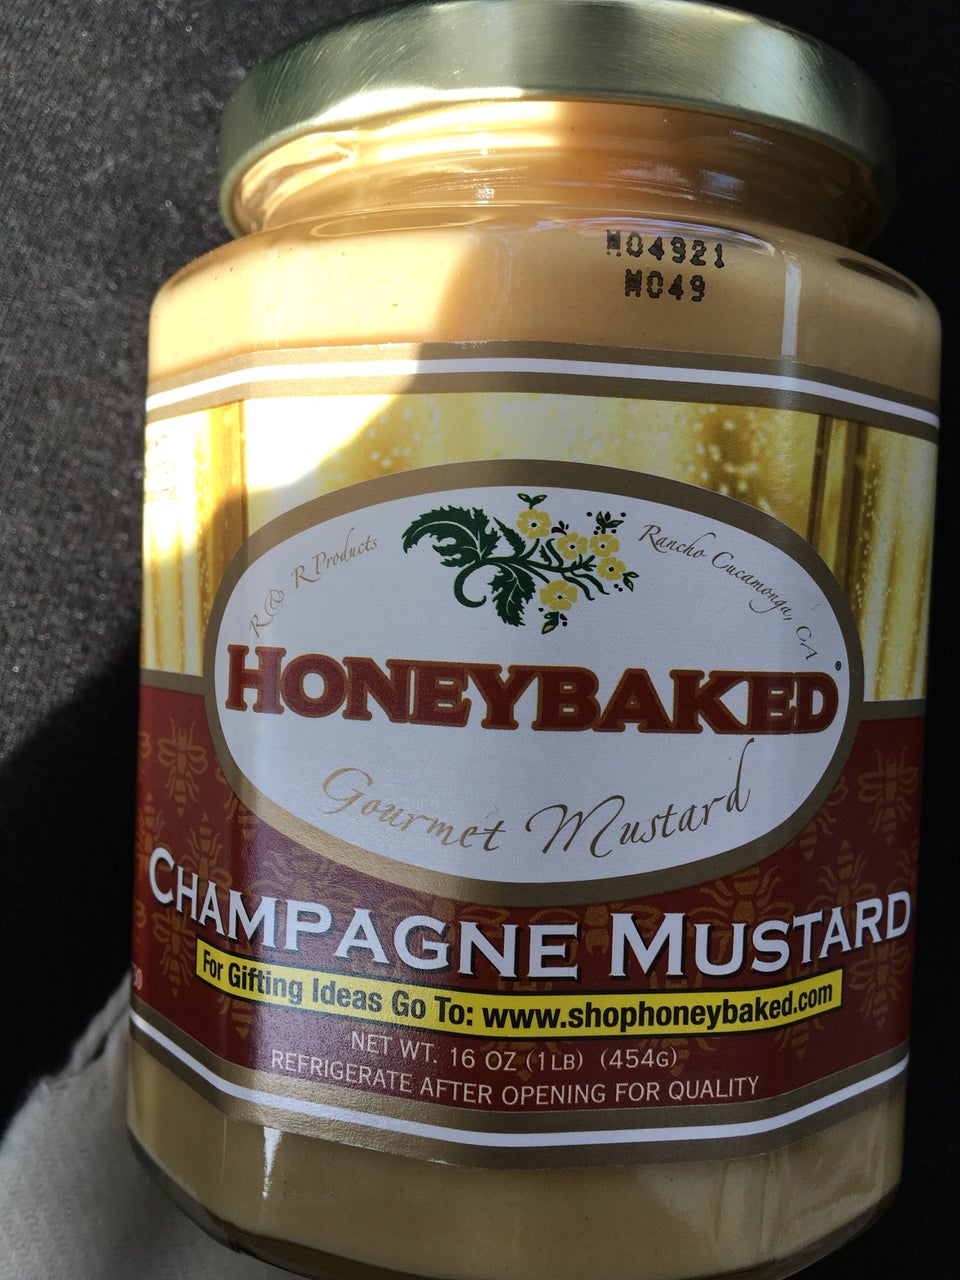 M04921
M049
R@ R Products
Rancho Cucamonga, CA
HONEYBAKED
Gourmet Mustard
CHAMPAGNE MUSTARD
For Gifting Ideas Go To: www.shophoneybaked.com
NET WT. 16 OZ (1LB) (454G)
REFRIGERATE AFTER OPENING FOR QUALITY